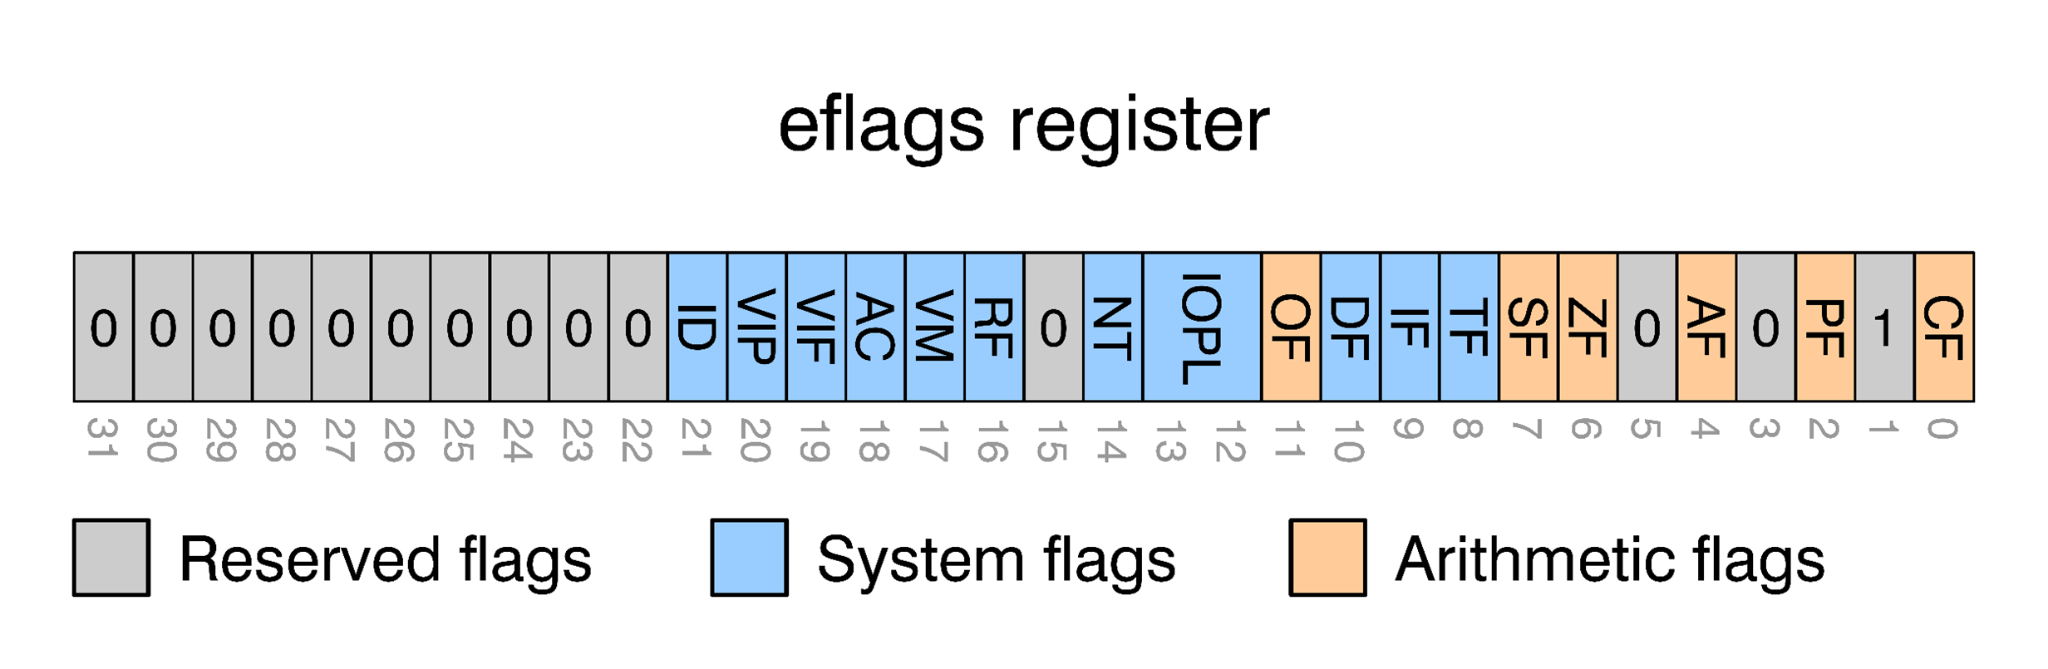 eflags register
0 0 0 0 0 0 0 0 0 0 ID VIP VIF AC VM RF 0 NT IOPL OF DF IF TF SF ZF 0 AF 0 PF 1 CF
31 30 29 28 27 26 25 24 23 22 21 20 19 18 17 16 15 14 13 12 11 10 9 8 7 6 5 4 3 2 1 0
Reserved flags System flags Arithmetic flags